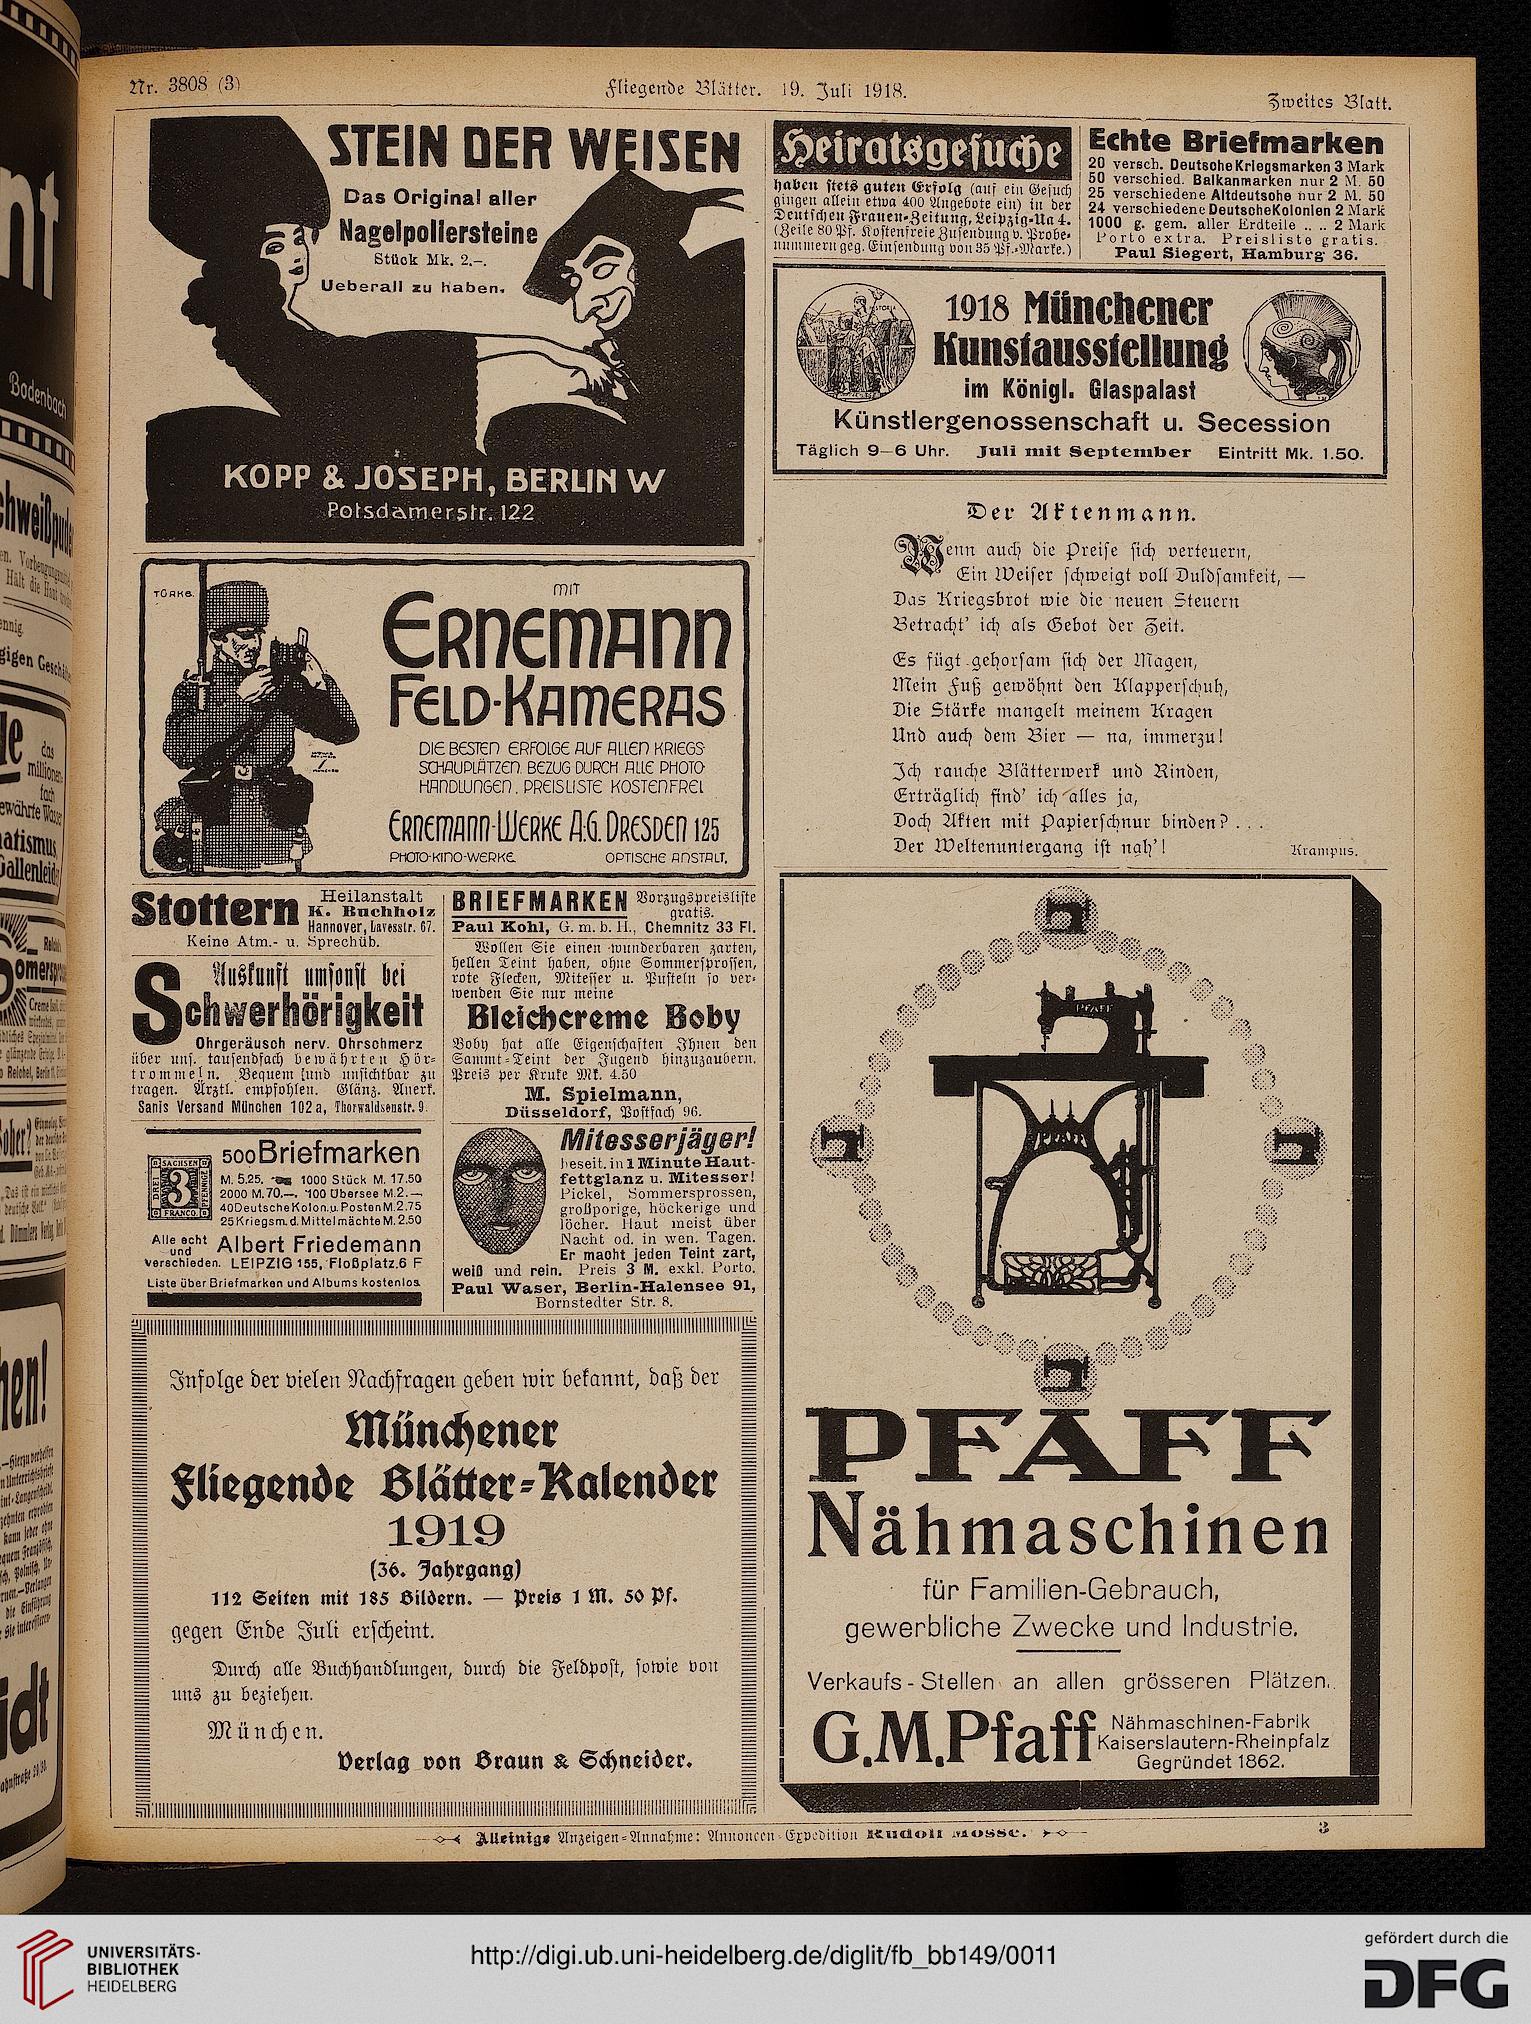 Nr. 3808 (3)
Fliegende Blätter. 19. Juli 1918.
Zweites Blatt.
STEIN DER WEISEN
Das Original aller
Nagelpoliersteine
Stück Mk. 2.–.
Ueberall zu haben.
KOPP & JOSEPH, BERLIN W
Potsdamerstr. 122
TÜRKE.
MIT
ERNEMANN
FELD-KAMERAS
DIE BESTEN ERFOLGE AUF ALLEN KRIEGS-
SCHAUPLÄTZEN. BEZUG DURCH ALLE PHOTO-
HANDLUNGEN. PREISLISTE KOSTENFREI
ERNEMANN-WERKE A:G. DRESDEN 125
PHOTO-KINO-WERKE.
OPTISCHE ANSTALT.
Stottern
Heilanstalt
K. Buchholz
Hannover, Lavesstr. 67.
Keine Atm.- u. Sprechüb.
Auskunft umsonst bei
Schwerhörigkeit
Ohrgeräusch nerv. Ohrschmerz
über uns. tausendfach bewährten Hör-
trommeln. Bequem und unsichtbar zu
tragen. Ärztl. empfohlen. Glänz. Anerk.
Sanis Versand München 102a, Thorwaldsenstr. 9.
SACHSEN
DREI
3
PFENNIGE
FRANCO.
500 Briefmarken
M. 5.25. 1000 Stück M. 17.50
2000 M. 70.—. 100 Übersee M. 2.—
40 Deutsche Kolon. u. Posten M. 2.75
25 Kriegsm. d. Mittelmächte M. 2.50
Alle echt
und
verschieden.
Albert Friedemann
LEIPZIG 155, Floßplatz 6 F
Liste über Briefmarken und Albums kostenlos.
BRIEFMARKEN Vorzugspreisliste
gratis.
Paul Kohl, G. m. b. H., Chemnitz 33 Fl.
Wollen Sie einen wunderbaren zarten,
hellen Teint haben, ohne Sommersprossen,
rote Flecken, Mitesser u. Pusteln so ver-
wenden Sie nur meine
Bleichcreme Boby
Boby hat alle Eigenschaften Ihnen den
Sammt-Teint der Jugend hinzuzaubern.
Preis per Kruke Mk. 4.50
M. Spielmann,
Düsseldorf, Postfach 96.
Mitesserjäger!
beseit. in 1 Minute Haut-
fettglanz u. Mitesser!
Pickel, Sommersprossen,
großporige, höckerige und
löcher. Haut meist über
Nacht od. in wen. Tagen.
Er macht jeden Teint zart,
weiß und rein. Preis 3 M. exkl. Porto.
Paul Waser, Berlin-Halensee 91,
Bornstedter Str. 8.
Infolge der vielen Nachfragen geben wir bekannt, daß der
Münchener
Fliegende Blätter-Kalender
1919
(36. Jahrgang)
112 Seiten mit 185 Bildern. — Preis 1 M. 50 Pf.
gegen Ende Juli erscheint.
Durch alle Buchhandlungen, durch die Feldpost, sowie von
uns zu beziehen.
München.
Verlag von Braun & Schneider.
Heiratsgesuche
haben stets guten Erfolg (auf ein Gesuch
gingen allein etwa 400 Angebote ein) in der
Deutschen Frauen-Zeitung, Leipzig-Ua 4.
(Zeile 80 Pf. Kostenfreie Zusendung v. Probe-
nummern geg. Einsendung von 35 Pf.-Marke.)
Echte Briefmarken
20 versch. Deutsche Kriegsmarken 3 Mark
50 verschied. Balkanmarken nur 2 M. 50
25 verschiedene Altdeutsche nur 2 M. 50
24 verschiedene Deutsche Kolonien 2 Mark
1000 g. gem. aller Erdteile .. .. 2 Mark
Porto extra. Preisliste gratis.
Paul Siegert, Hamburg 36.
1918 Münchener
Kunstausstellung
im Königl. Glaspalast
Künstlergenossenschaft u. Secession
Täglich 9–6 Uhr. Juli mit September Eintritt Mk. 1.50.
Der Aktenmann.
Wenn auch die Preise sich verteuern,
Ein Weiser schweigt voll Duldsamkeit, —
Das Kriegsbrot wie die neuen Steuern
Betracht' ich als Gebot der Zeit.
Es fügt gehorsam sich der Magen,
Mein Fuß gewöhnt den Klapperschuh,
Die Stärke mangelt meinem Kragen
Und auch dem Bier — na, immerzu!
Ich rauche Blätterwerk und Rinden,
Erträglich find' ich alles ja,
Doch Akten mit Papierschnur binden? . . .
Der Weltenuntergang ist nah'!
Krampus.
PFAFF
PFAFF
PFAFF
Nähmaschinen
für Familien-Gebrauch,
gewerbliche Zwecke und Industrie.
Verkaufs-Stellen an allen grösseren Plätzen.
G.M.Pfaff
Nähmaschinen-Fabrik
Kaiserslautern-Rheinpfalz
Gegründet 1862.
Alleinige Anzeigen-Annahme: Annoncen-Expedition Rudolf Mosse.
3
UNIVERSITÄTS-
BIBLIOTHEK
HEIDELBERG
http://digi.ub.uni-heidelberg.de/diglit/fb_bb149/0011
gefördert durch die
DFG